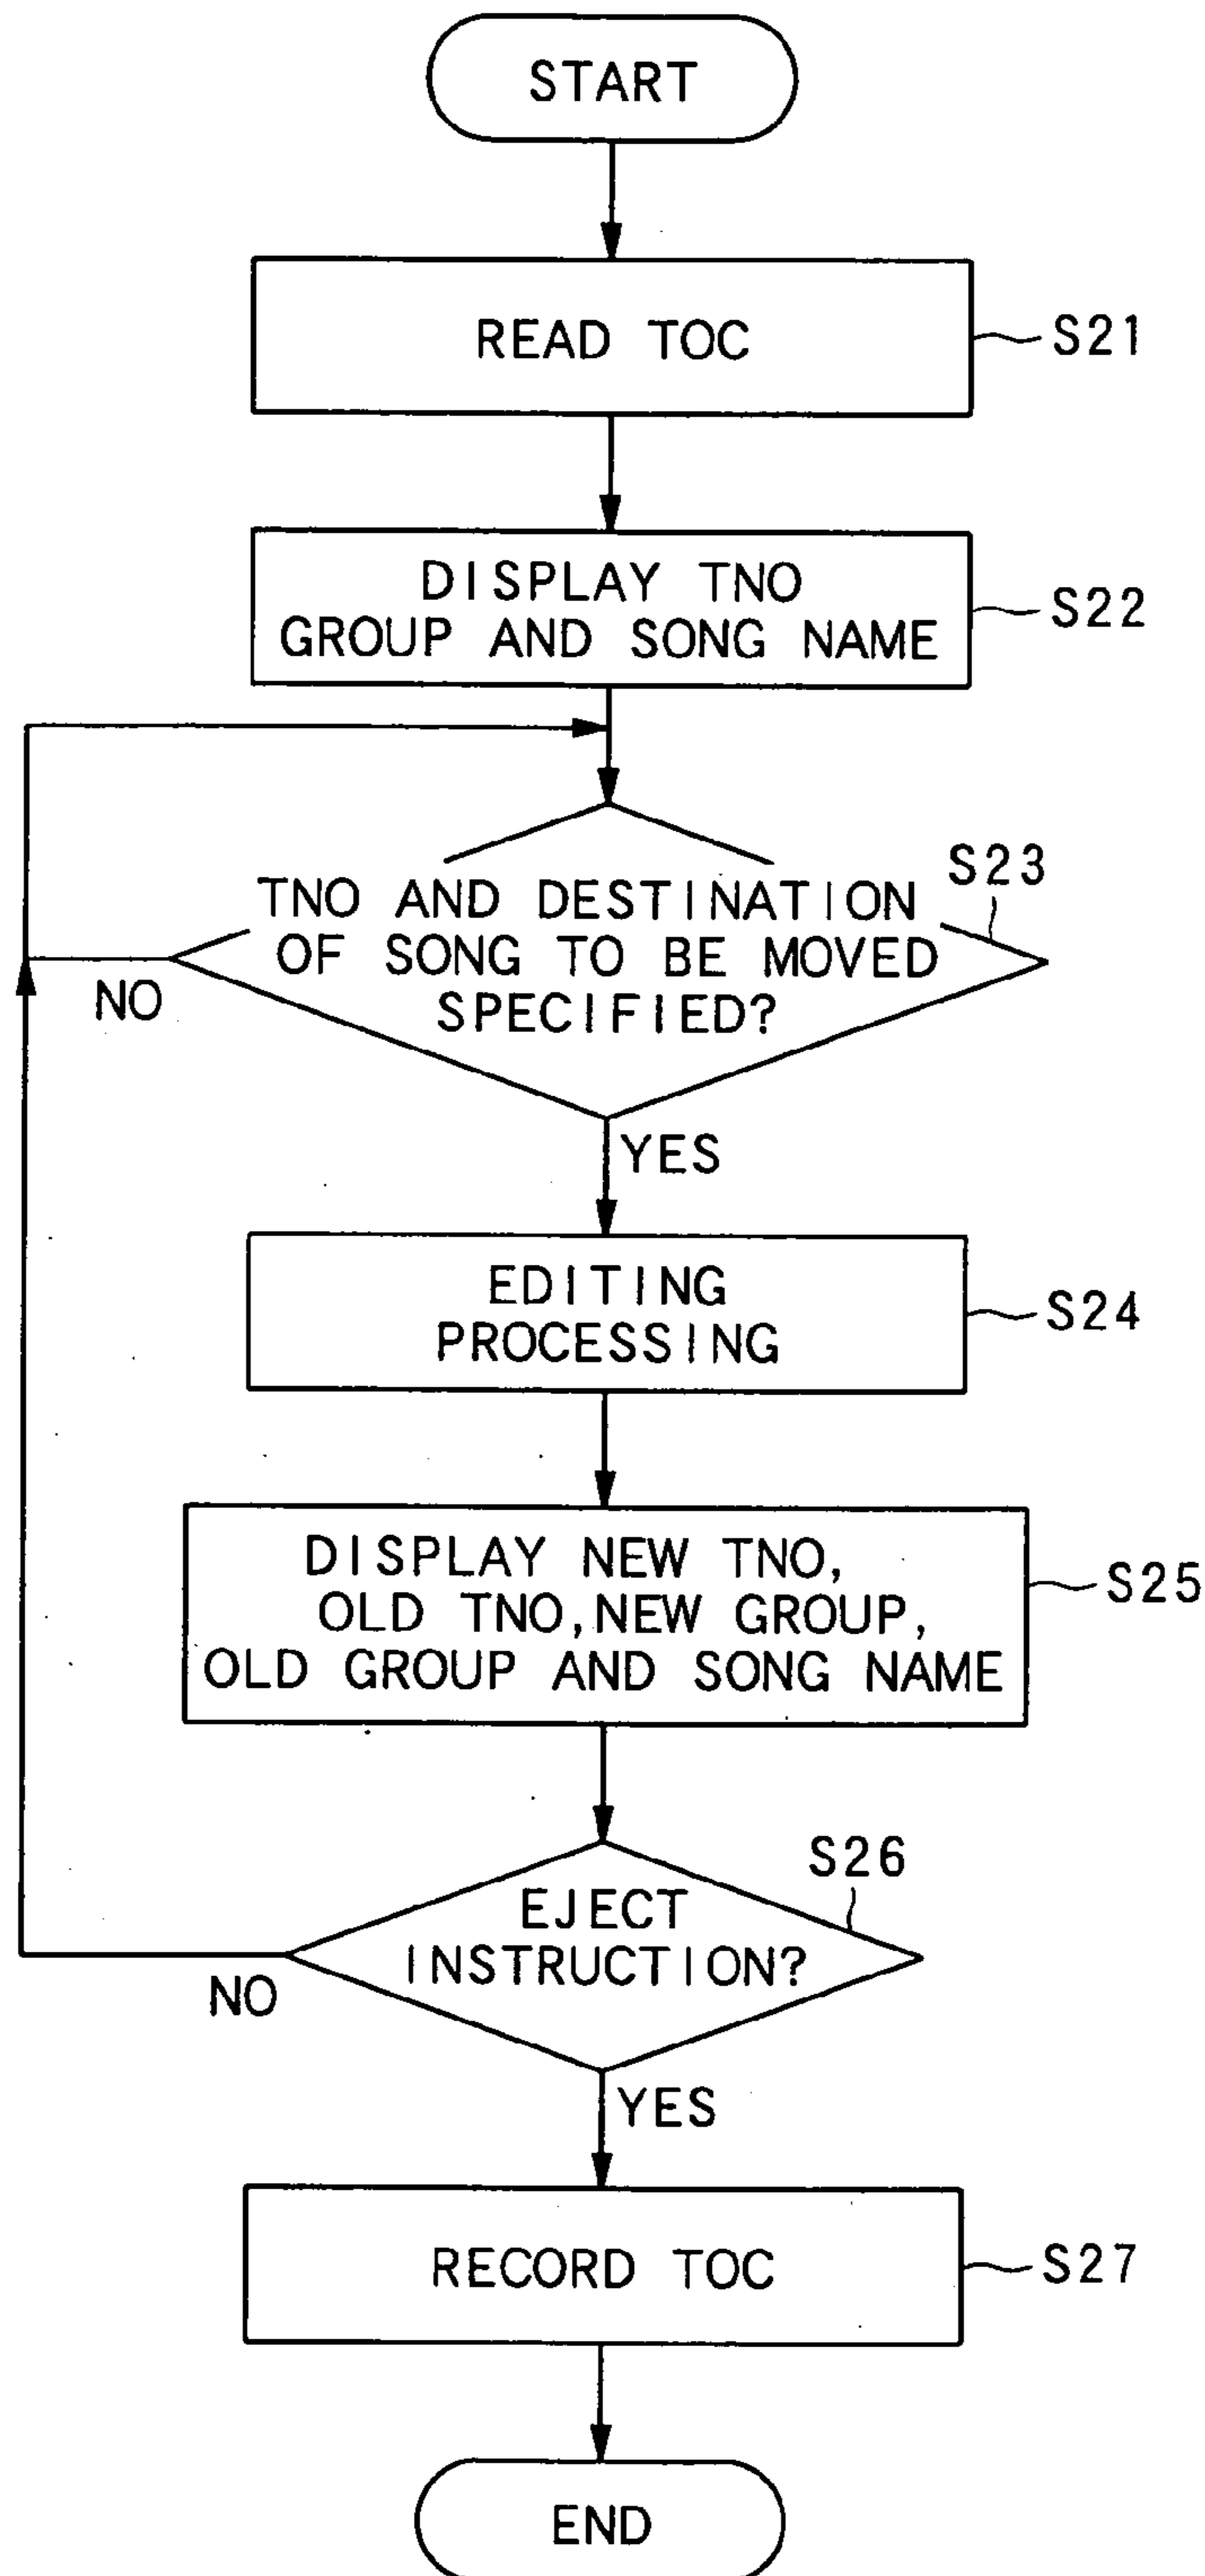 START
READ TOC
S21
DISPLAY TNO
GROUP AND SONG NAME
S22
S23
TNO AND DESTINATION
OF SONG TO BE MOVED
SPECIFIED?
NO
YES
EDITING
PROCESSING
S24
DISPLAY NEW TNO,
OLD TNO, NEW GROUP,
OLD GROUP AND SONG NAME
S25
S26
EJECT
INSTRUCTION?
NO
YES
RECORD TOC
S27
END